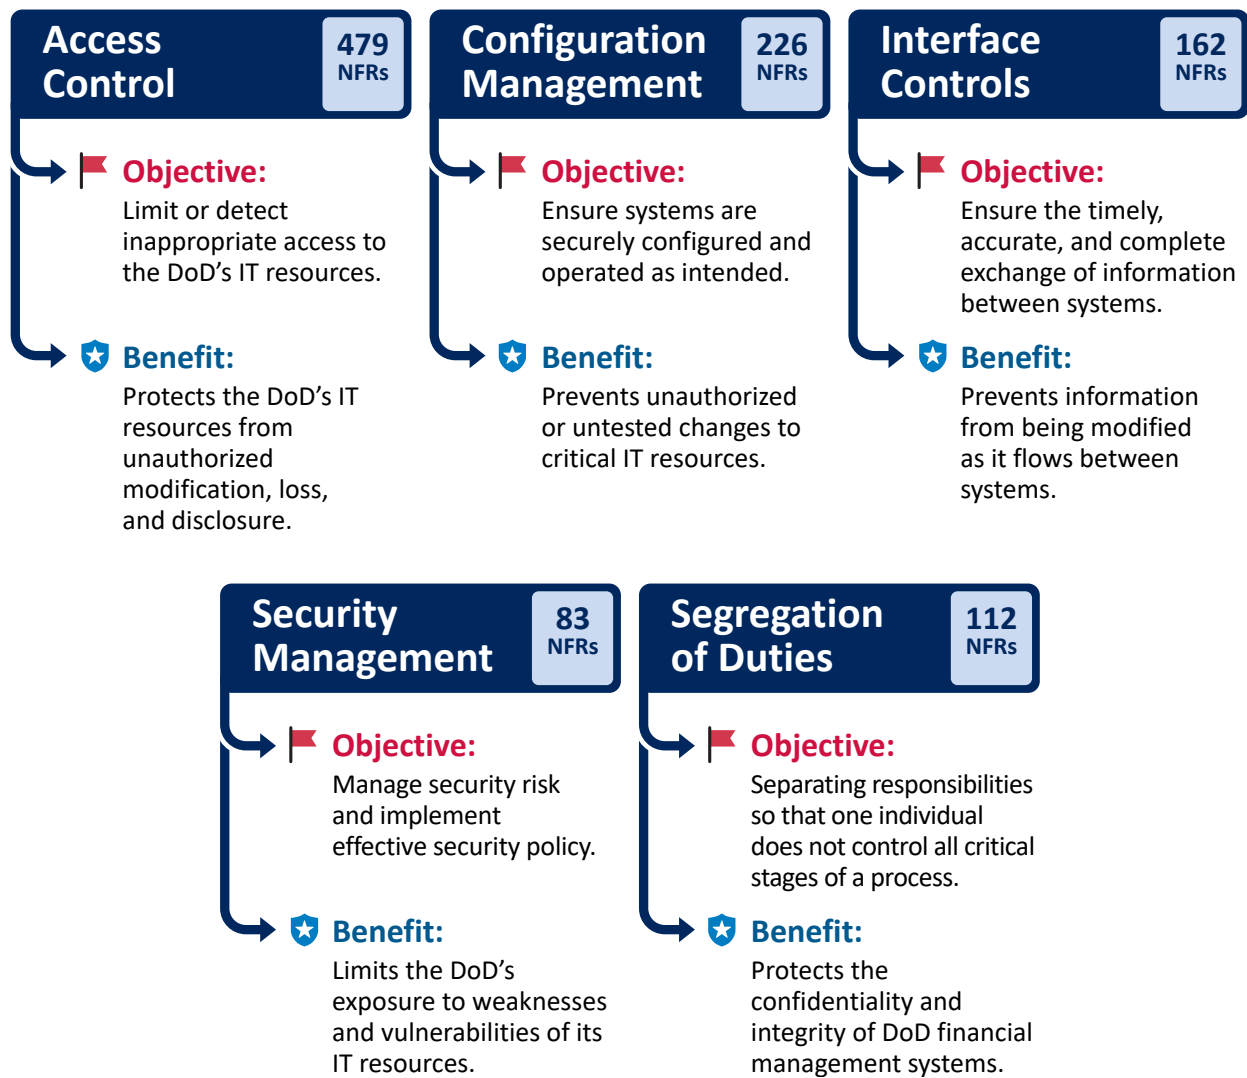 Access
Control
479
NFRs
Objective:
Limit or detect
inappropriate access to
the DoD’s IT resources.
Benefit:
Protects the DoD’s IT
resources from
unauthorized
modification, loss,
and disclosure.
Configuration
Management
226
NFRs
Objective:
Ensure systems are
securely configured and
operated as intended.
Benefit:
Prevents unauthorized
or untested changes to
critical IT resources.
Interface
Controls
162
NFRs
Objective:
Ensure the timely,
accurate, and complete
exchange of information
between systems.
Benefit:
Prevents information
from being modified
as it flows between
systems.
Security
Management
83
NFRs
Objective:
Manage security risk
and implement
effective security policy.
Benefit:
Limits the DoD’s
exposure to weaknesses
and vulnerabilities of its
IT resources.
Segregation
of Duties
112
NFRs
Objective:
Separating responsibilities
so that one individual
does not control all critical
stages of a process.
Benefit:
Protects the
confidentiality and
integrity of DoD financial
management systems.